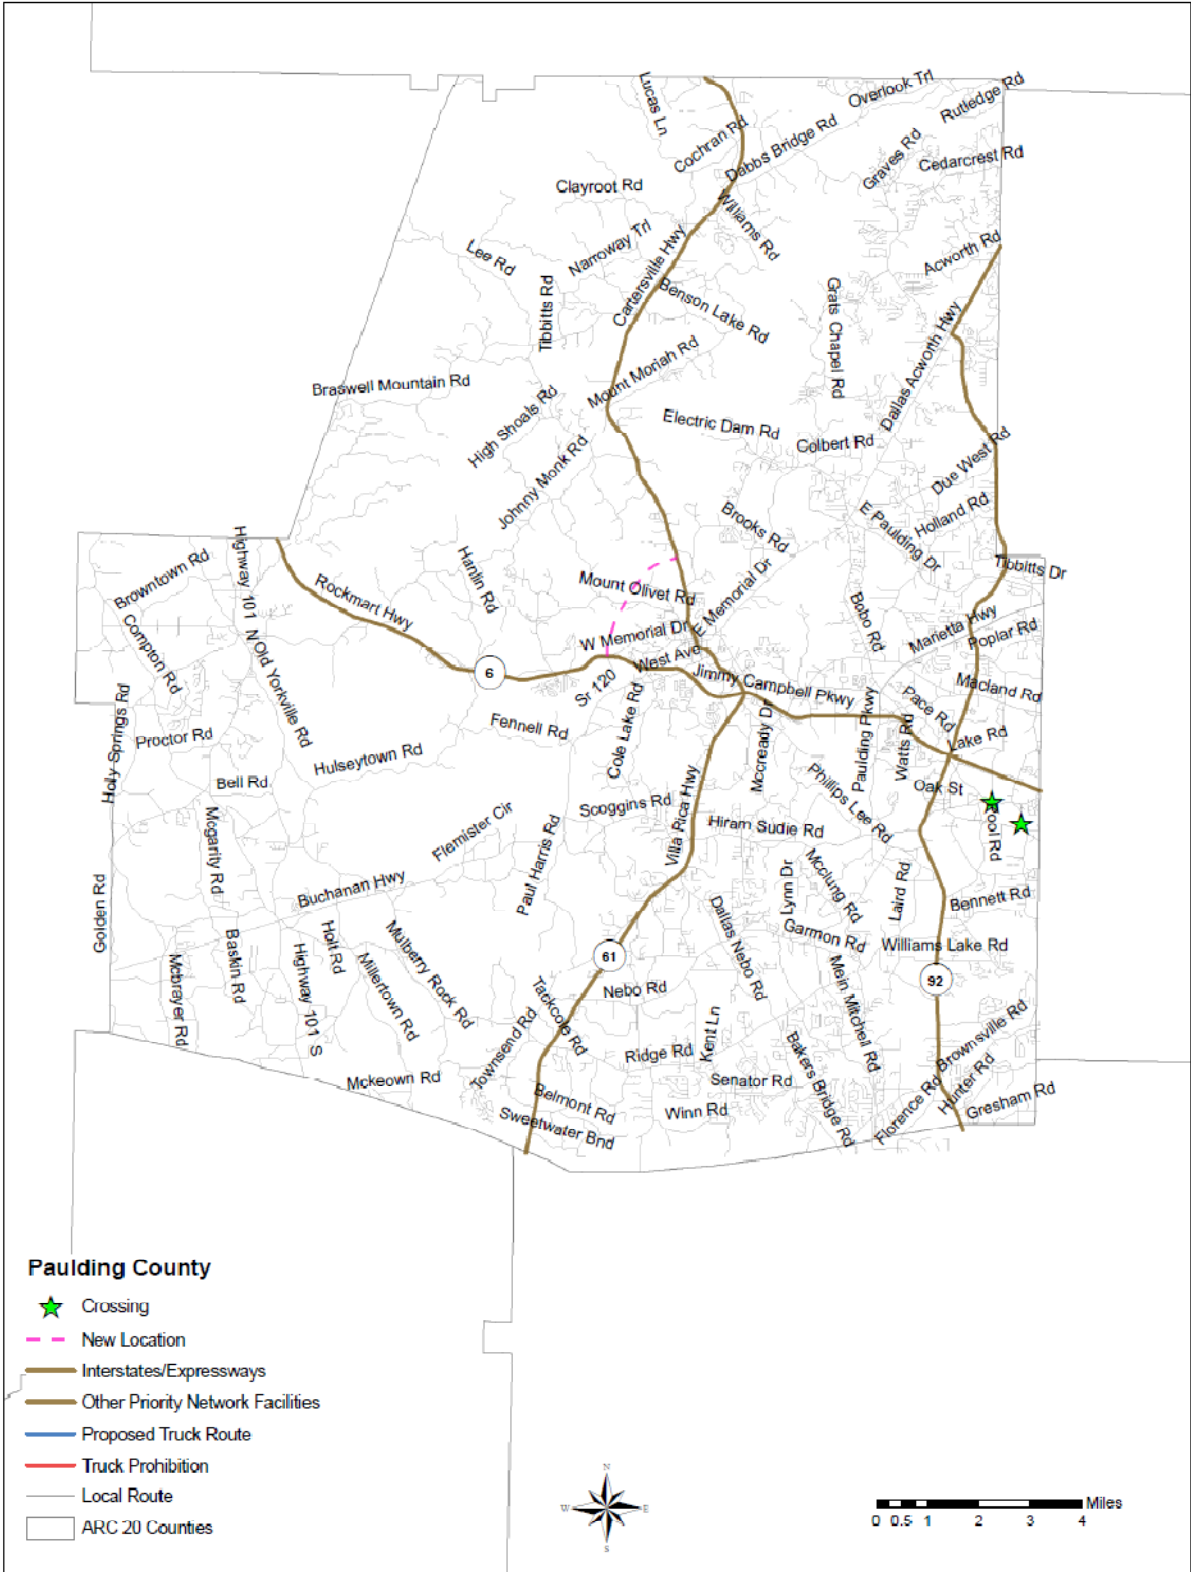 Lucas Ln
Overlook Trl
Rutledge Rd
Cochran Rd
Dabbs Bridge Rd
Graves Rd
Cedarcrest Rd
Clayroot Rd
Williams Rd
Narroway Trl
Lee Rd
Cartersville Hwy
Acworth Rd
Tibbitts Rd
Benson Lake Rd
Grats Chapel Rd
Dallas Acworth Hwy
Mount Moriah Rd
Braswell Mountain Rd
High Shoals Rd
Electric Dam Rd
Colbert Rd
Johnny Monk Rd
Due West Rd
Brooks Rd
E Paulding Dr
Holland Rd
Highway 101 N
Browntown Rd
Hantin Rd
Tibbitts Dr
Rockmart Hwy
Mount Olivet Rd
E Memorial Dr
Bobo Rd
Marietta Hwy
Poplar Rd
Compton Rd
Old Yorkville Rd
W Memorial Dr
West Ave
6
Sr 120
Jimmy Campbell Pkwy
Macland Rd
Pace Rd
Holly Springs Rd
Proctor Rd
Fennell Rd
Cole Lake Rd
Mccready Dr
Paulding Pkwy
Watts Rd
Lake Rd
Hulseytown Rd
Bell Rd
Oak St
Phillips Lee Rd
Scoggins Rd
Villa Rica Hwy
Hiram Sudie Rd
Pool Rd
Mcgarity Rd
Flemister Cir
Paul Harris Rd
Lynn Dr
Mcclung Rd
Laird Rd
Buchanan Hwy
Bennett Rd
Golden Rd
Dallas Nebo Rd
Garmon Rd
Williams Lake Rd
Baskin Rd
Highway 101 S
Holt Rd
Mulberry Rock Rd
Millertown Rd
61
92
Mcbrayer Rd
Nebo Rd
Mein Mitchell Rd
Tackcole Rd
Townsend Rd
Kent Ln
Ridge Rd
Brownsville Rd
Bakers Bridge Rd
Hunter Rd
Mckeown Rd
Senator Rd
Belmont Rd
Winn Rd
Florence Rd
Gresham Rd
Sweetwater Bnd
Paulding County
Crossing
New Location
Interstates/Expressways
Other Priority Network Facilities
Proposed Truck Route
Truck Prohibition
Local Route
ARC 20 Counties
N
W
E
S
Miles
0 0.5 1 2 3 4